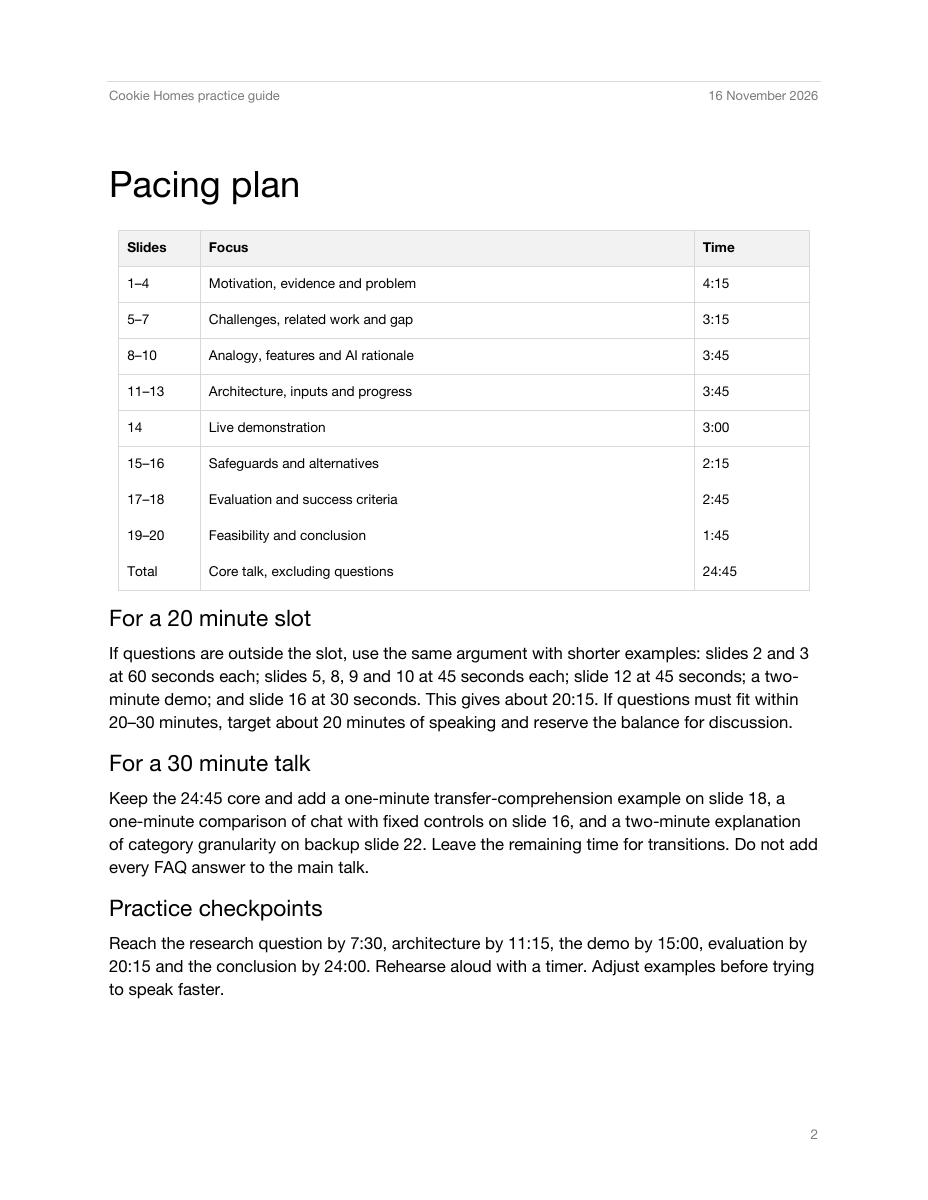 Cookie Homes practice guide 16 November 2026
Pacing plan
Slides Focus Time
1–4 Motivation, evidence and problem 4:15
5–7 Challenges, related work and gap 3:15
8–10 Analogy, features and AI rationale 3:45
11–13 Architecture, inputs and progress 3:45
14 Live demonstration 3:00
15–16 Safeguards and alternatives 2:15
17–18 Evaluation and success criteria 2:45
19–20 Feasibility and conclusion 1:45
Total Core talk, excluding questions 24:45
For a 20 minute slot
If questions are outside the slot, use the same argument with shorter examples: slides 2 and 3
at 60 seconds each; slides 5, 8, 9 and 10 at 45 seconds each; slide 12 at 45 seconds; a two-
minute demo; and slide 16 at 30 seconds. This gives about 20:15. If questions must fit within
20–30 minutes, target about 20 minutes of speaking and reserve the balance for discussion.
For a 30 minute talk
Keep the 24:45 core and add a one-minute transfer-comprehension example on slide 18, a
one-minute comparison of chat with fixed controls on slide 16, and a two-minute explanation
of category granularity on backup slide 22. Leave the remaining time for transitions. Do not add
every FAQ answer to the main talk.
Practice checkpoints
Reach the research question by 7:30, architecture by 11:15, the demo by 15:00, evaluation by
20:15 and the conclusion by 24:00. Rehearse aloud with a timer. Adjust examples before trying
to speak faster.
2